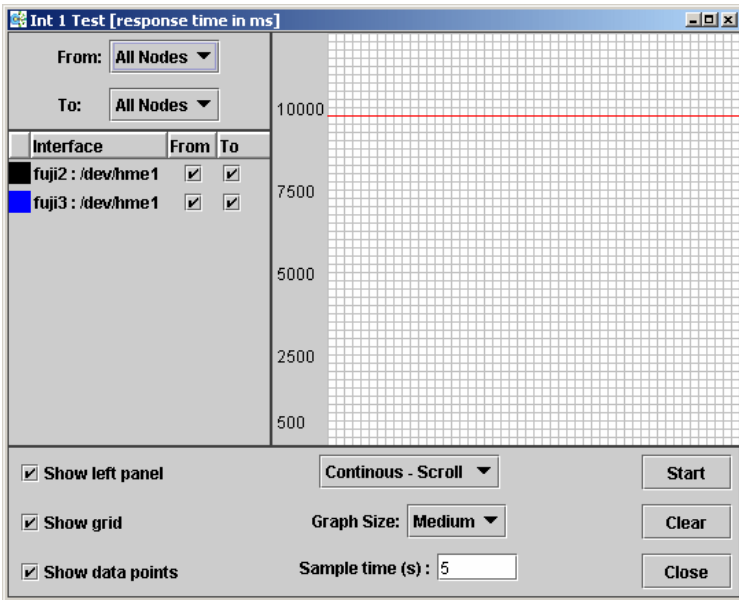 Int 1 Test [response time in ms]
From: All Nodes
To: All Nodes
Interface From To
fuji2 : /dev/hme1
fuji3 : /dev/hme1
10000
7500
5000
2500
500
Show left panel
Continous - Scroll
Start
Show grid
Graph Size: Medium
Clear
Show data points
Sample time (s) : 5
Close